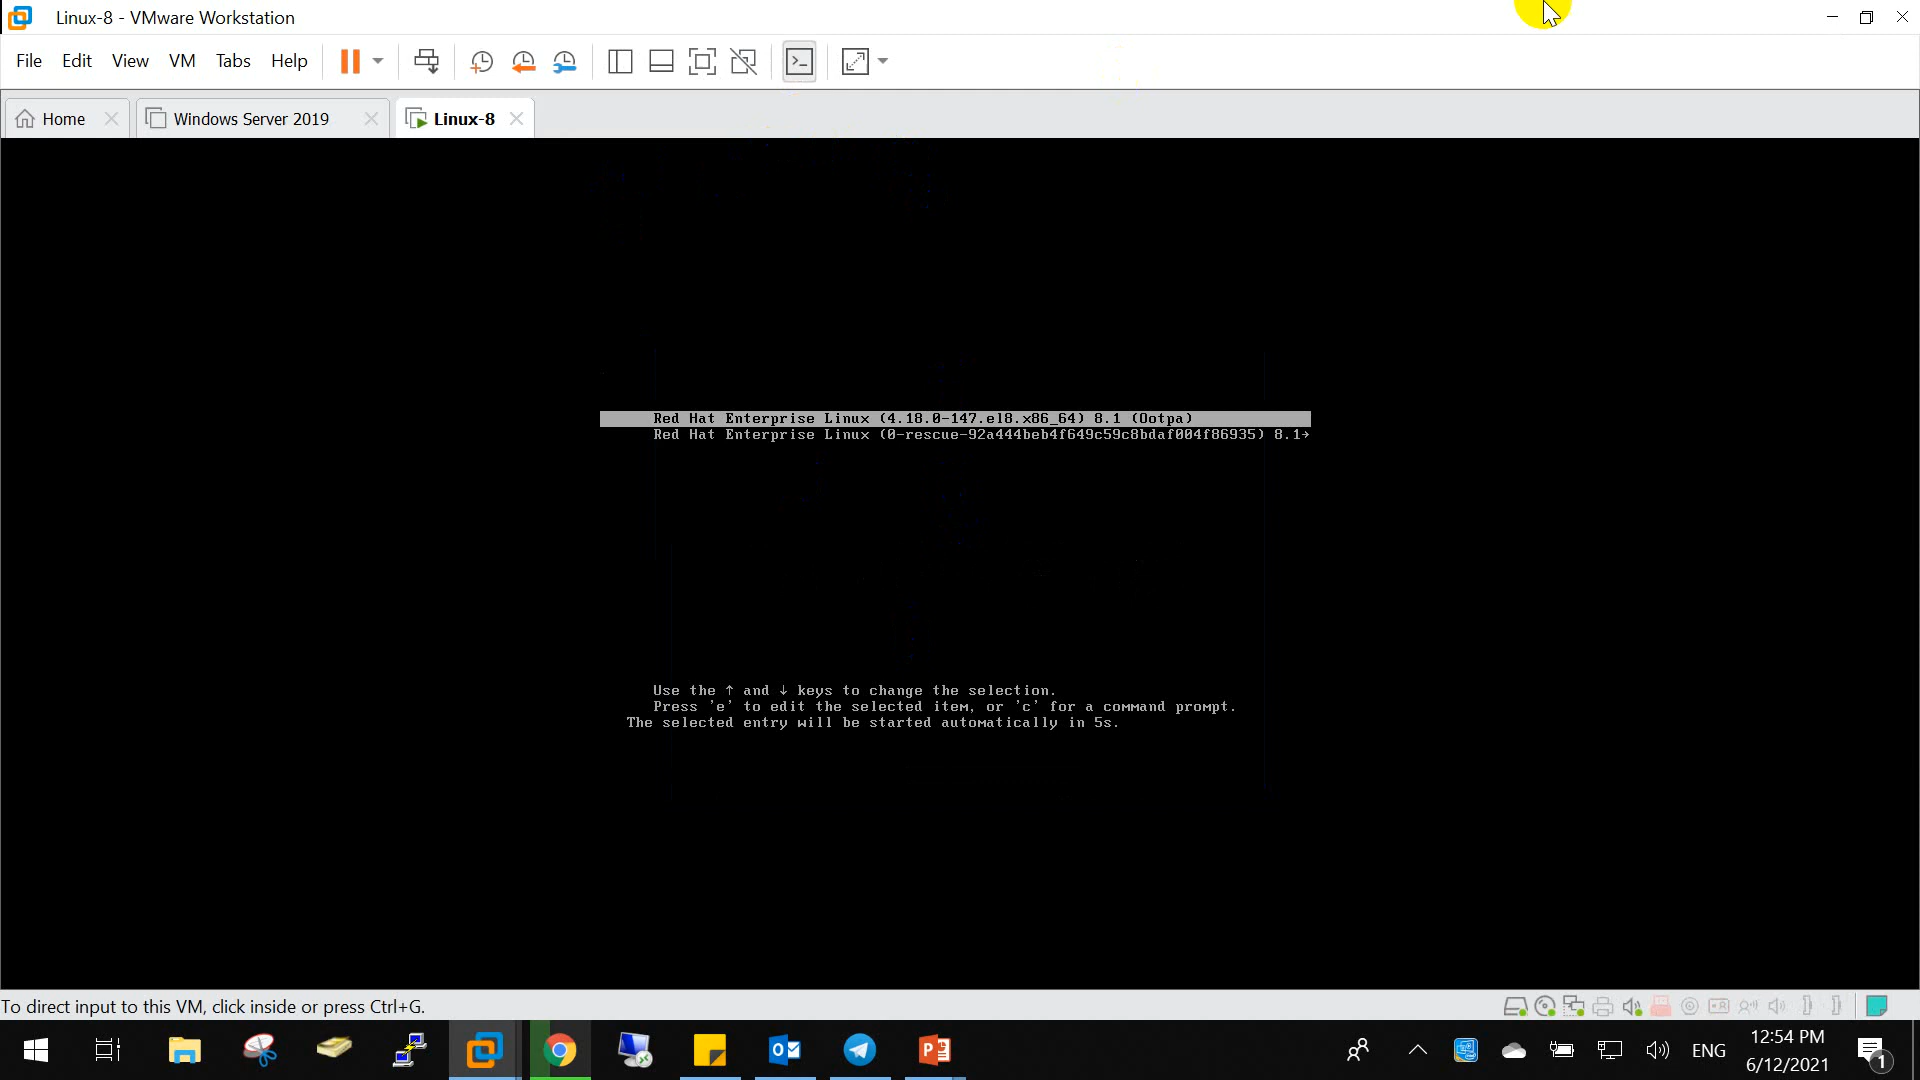 Linux-8 - VMware Workstation
File Edit View VM Tabs Help
Home Windows Server 2019 Linux-8
Red Hat Enterprise Linux (4.18.0-147.el8.x86_64) 8.1 (Ootpa)
Red Hat Enterprise Linux (0-rescue-92a444beb4f649c59c8bdaf004f86935) 8.1→
Use the ↑ and ↓ keys to change the selection.
Press 'e' to edit the selected item, or 'c' for a command prompt.
The selected entry will be started automatically in 5s.
To direct input to this VM, click inside or press Ctrl+G.
ENG
12:54 PM
6/12/2021
1